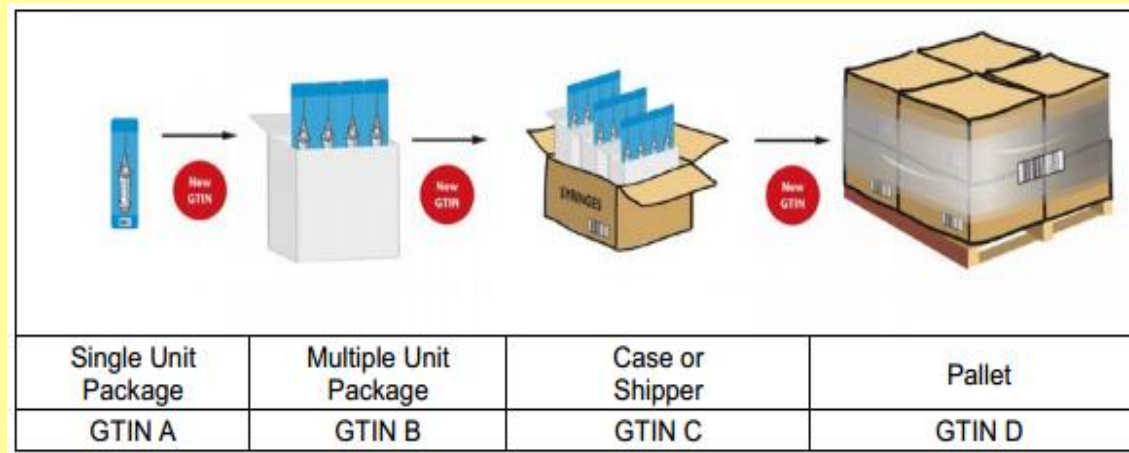 New
GTIN
New
GTIN
SYRINGES
New
GTIN
Single Unit
Package
Multiple Unit
Package
Case or
Shipper
Pallet
GTIN A
GTIN B
GTIN C
GTIN D